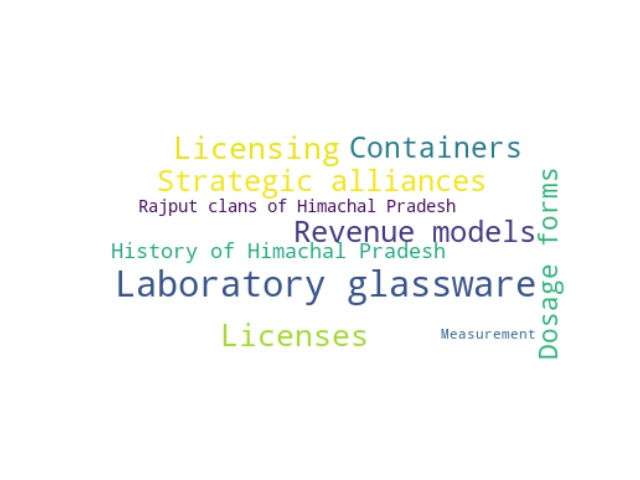 Licensing
Containers
Strategic alliances
Rajput clans of Himachal Pradesh
Revenue models
History of Himachal Pradesh
Laboratory glassware
Licenses
Measurement
Dosage forms